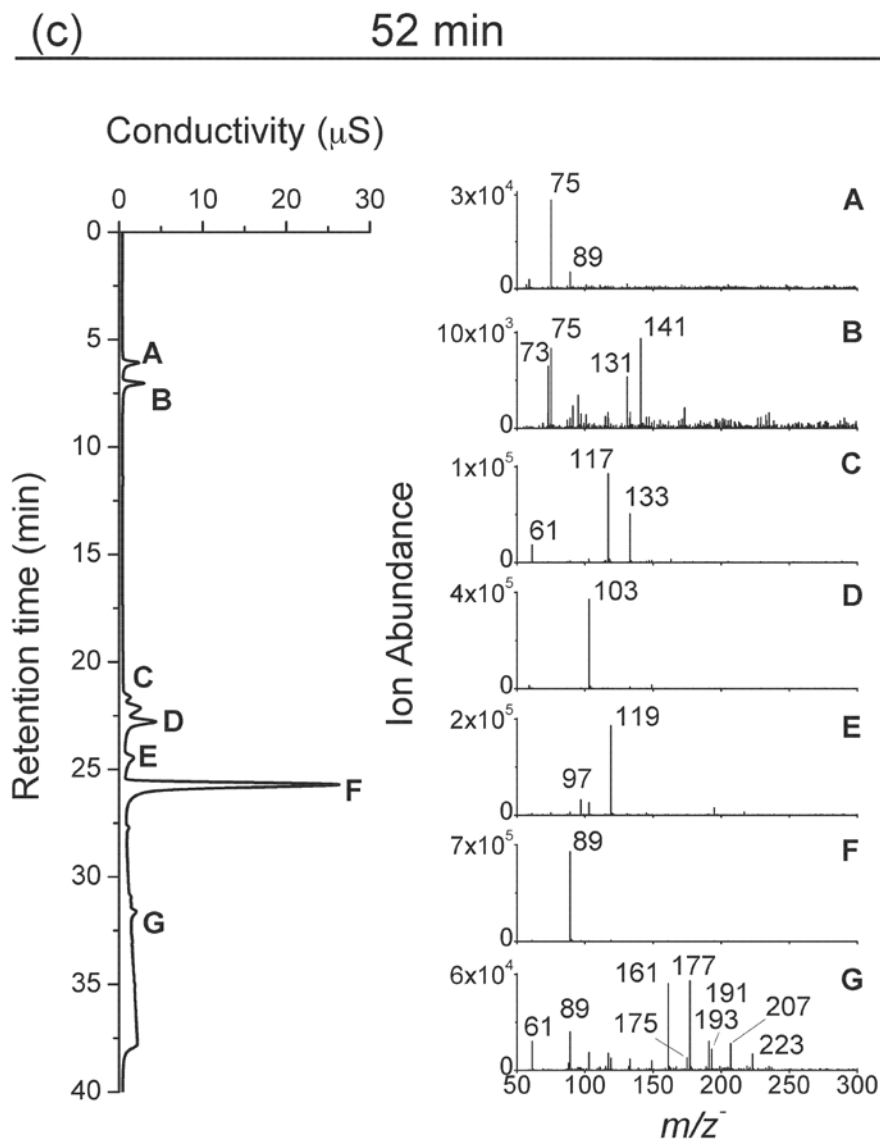 (c) 52 min
Conductivity (μS)
0 10 20 30
Retention time (min)
0
5
10
15
20
25
30
35
40
A
B
C
D
E
F
G
Ion Abundance
3x10⁴
0
75
89
A
10x10³
0
73
75
131
141
B
1x10⁵
0
61
117
133
C
4x10⁵
0
103
D
2x10⁵
0
97
119
E
7x10⁵
0
89
F
6x10⁴
0
61
89
161
177
175
191
193
207
223
G
50 100 150 200 250 300
m/z⁻